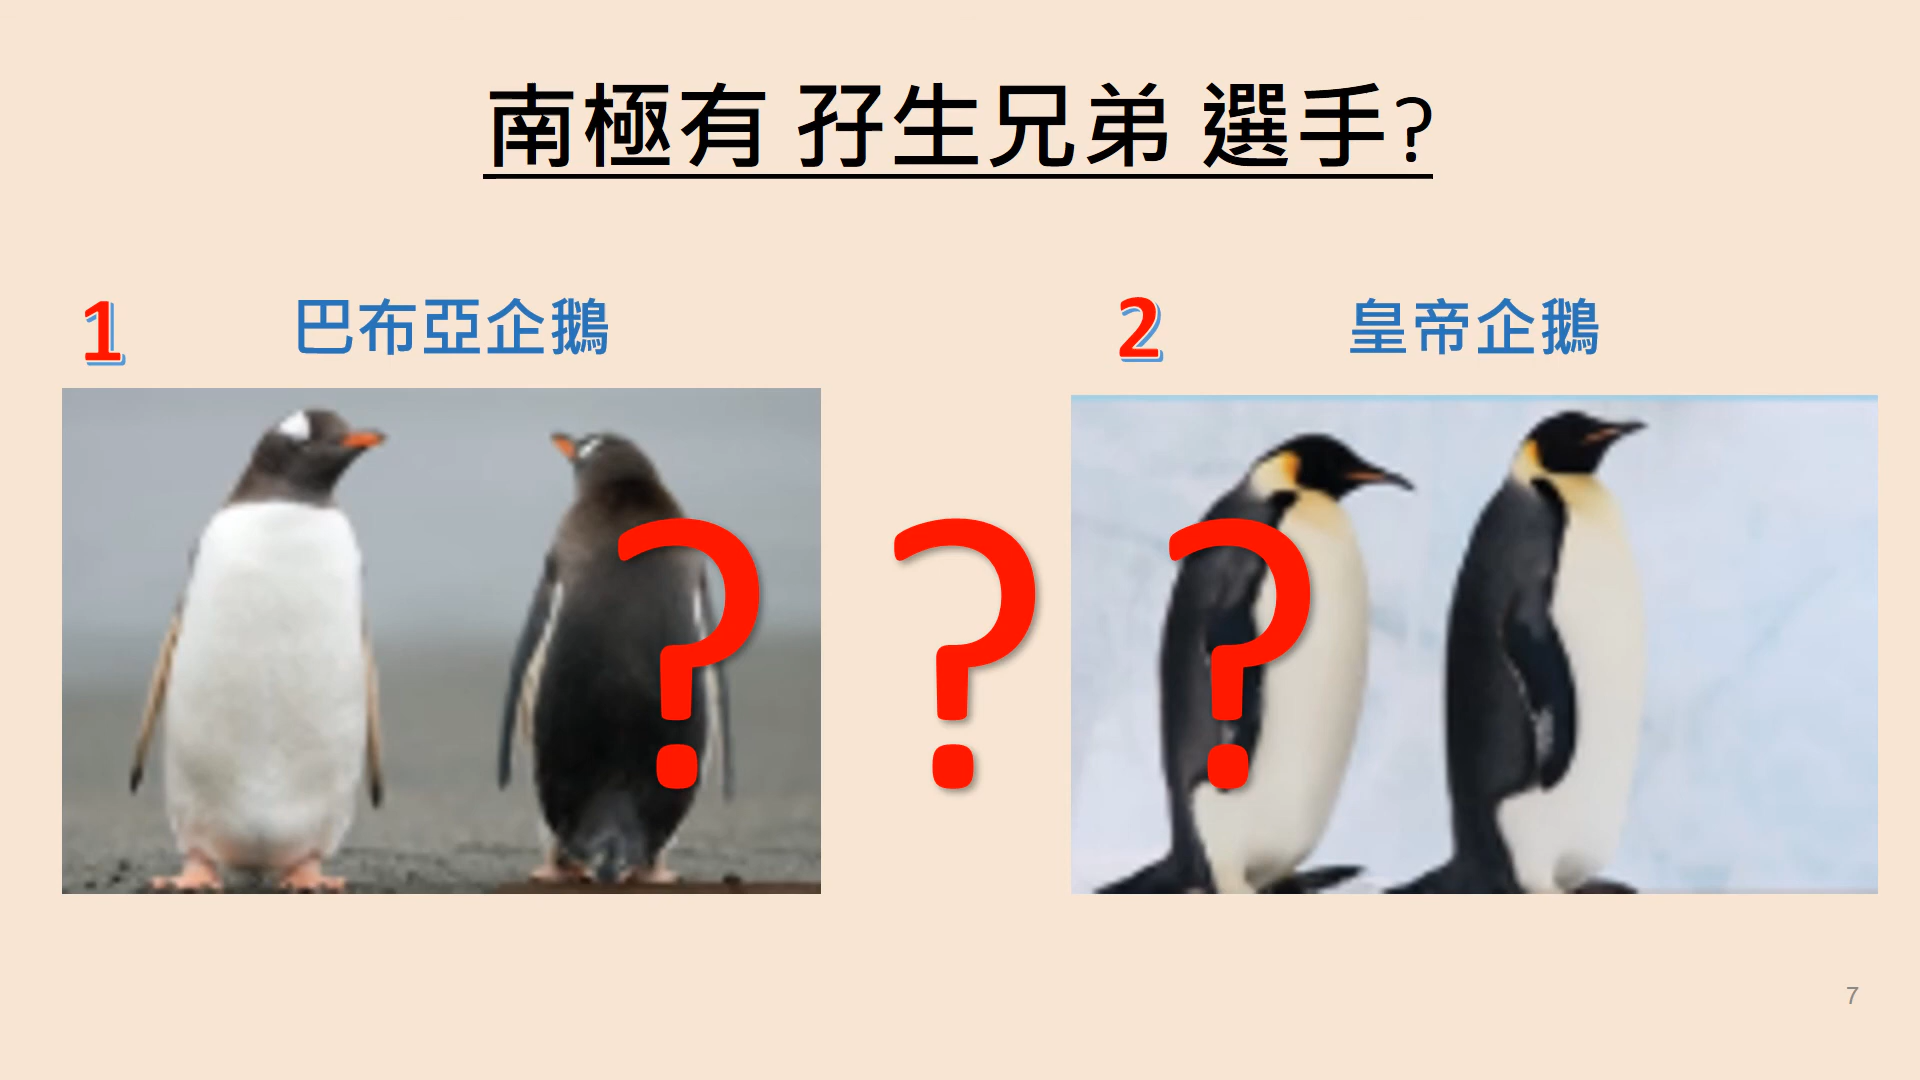 南極有 孖生兄弟 選手?
1 巴布亞企鵝
2 皇帝企鵝
? ? ?
7